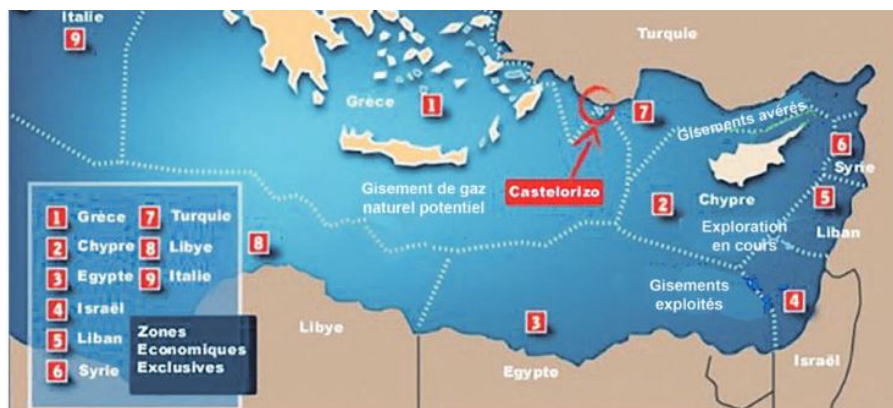 Italie
9
Turquie
Grèce
1
7
Gisements avérés
6
Syrie
Gisement de gaz
naturel potentiel
Castelorizo
2
Chypre
5
Liban
Exploration
en cours
1 Grèce
7 Turquie
2 Chypre
8 Libye
3 Egypte
9 Italie
4 Israël
5 Liban
6 Syrie
Zones
Economiques
Exclusives
8
Libye
Gisements
exploités
4
3
Egypte
Israël